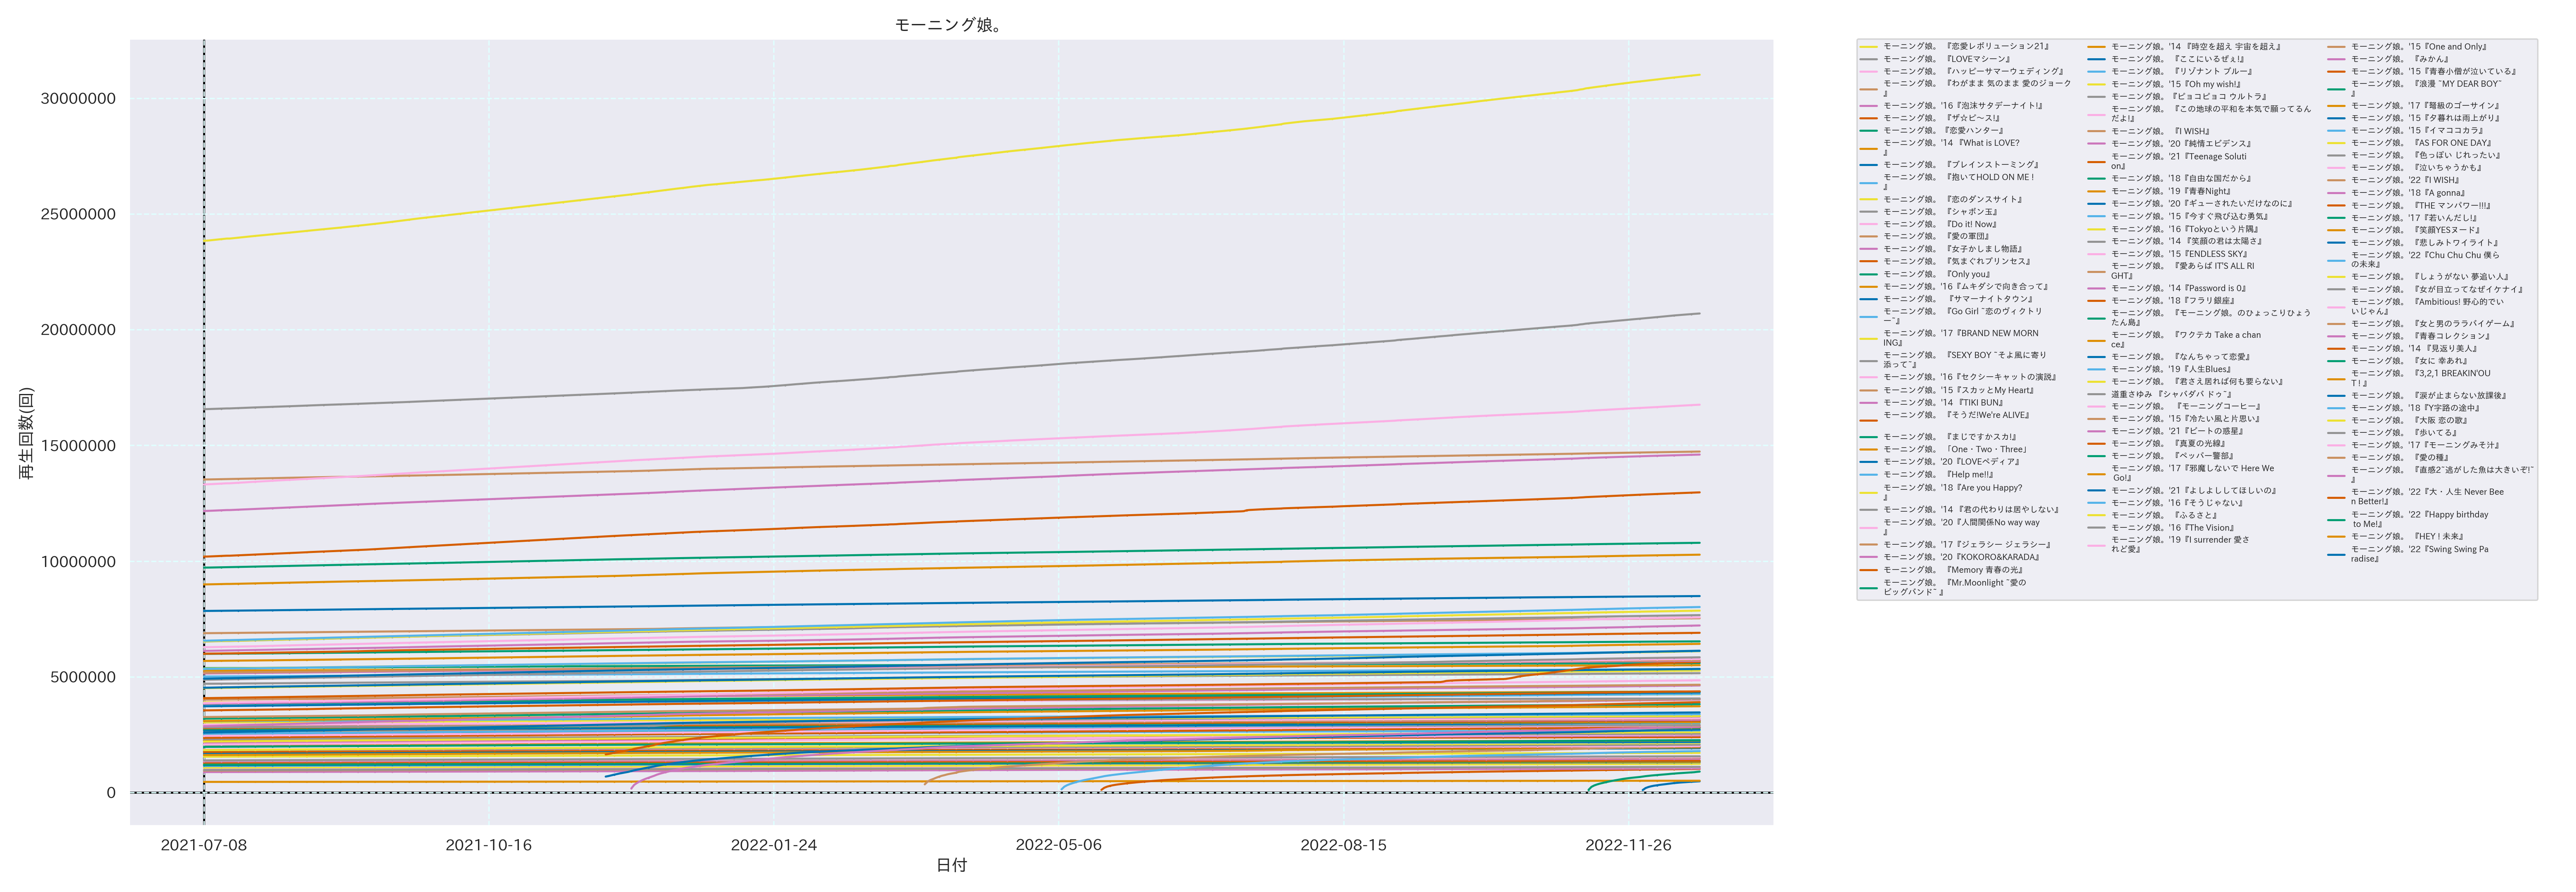 モーニング娘。
再生回数(回)
30000000
25000000
20000000
15000000
10000000
5000000
0
2021-07-08
2021-10-16
2022-01-24
2022-05-06
2022-08-15
2022-11-26
日付
モーニング娘。 『恋愛レボリューション21』
モーニング娘。 『LOVEマシーン』
モーニング娘。 『ハッピーサマーウェディング』
モーニング娘。 『わがまま 気のまま 愛のジョーク
』
モーニング娘。'16『泡沫サタデーナイト!』
モーニング娘。 『ザ☆ピ〜ス!』
モーニング娘。『恋愛ハンター』
モーニング娘。'14 『What is LOVE?
』
モーニング娘。 『ブレインストーミング』
モーニング娘。 『抱いてHOLD ON ME !
』
モーニング娘。 『恋のダンスサイト』
モーニング娘。 『シャボン玉』
モーニング娘。 『Do it! Now』
モーニング娘。 『愛の軍団』
モーニング娘。 『女子かしまし物語』
モーニング娘。 『気まぐれプリンセス』
モーニング娘。 『Only you』
モーニング娘。'16『ムキダシで向き合って』
モーニング娘。 『サマーナイトタウン』
モーニング娘。 『Go Girl ~恋のヴィクトリ
ー~』
モーニング娘。'17『BRAND NEW MORN
ING』
モーニング娘。 『SEXY BOY ~そよ風に寄り
添って~』
モーニング娘。'16『セクシーキャットの演説』
モーニング娘。'15『スカッとMy Heart』
モーニング娘。'14 『TIKI BUN』
モーニング娘。 『そうだ!We're ALIVE』
モーニング娘。 『まじですかスカ!』
モーニング娘。 「One・Two・Three」
モーニング娘。'20『LOVEペディア』
モーニング娘。 『Help me!!』
モーニング娘。'18『Are you Happy?
』
モーニング娘。'14 『君の代わりは居やしない』
モーニング娘。'20『人間関係No way way
』
モーニング娘。'17『ジェラシー ジェラシー』
モーニング娘。'20『KOKORO&KARADA』
モーニング娘。 『Memory 青春の光』
モーニング娘。 『Mr.Moonlight ~愛の
ビッグバンド~ 』
モーニング娘。'14 『時空を超え 宇宙を超え』
モーニング娘。 『ここにいるぜぇ!』
モーニング娘。 『リゾナント ブルー』
モーニング娘。'15『Oh my wish!』
モーニング娘。 『ピョコピョコ ウルトラ』
モーニング娘。 『この地球の平和を本気で願ってるん
だよ!』
モーニング娘。 『I WISH』
モーニング娘。'20『純情エビデンス』
モーニング娘。'21『Teenage Soluti
on』
モーニング娘。'18『自由な国だから』
モーニング娘。'19『青春Night』
モーニング娘。'20『ギューされたいだけなのに』
モーニング娘。'15『今すぐ飛び込む勇気』
モーニング娘。'16『Tokyoという片隅』
モーニング娘。'14 『笑顔の君は太陽さ』
モーニング娘。'15『ENDLESS SKY』
モーニング娘。 『愛あらば IT'S ALL RI
GHT』
モーニング娘。'14『Password is 0』
モーニング娘。'18『フラリ銀座』
モーニング娘。 『モーニング娘。のひょっこりひょう
たん島』
モーニング娘。 『ワクテカ Take a chan
ce』
モーニング娘。 『なんちゃって恋愛』
モーニング娘。'19『人生Blues』
モーニング娘。 『君さえ居れば何も要らない』
道重さゆみ 『シャバダバ ドゥ~』
モーニング娘。 『モーニングコーヒー』
モーニング娘。'15『冷たい風と片思い』
モーニング娘。'21『ビートの惑星』
モーニング娘。 『真夏の光線』
モーニング娘。 『ペッパー警部』
モーニング娘。'17『邪魔しないで Here We
Go!』
モーニング娘。'21『よしよししてほしいの』
モーニング娘。'16『そうじゃない』
モーニング娘。 『ふるさと』
モーニング娘。'16『The Vision』
モーニング娘。'19『I surrender 愛さ
れど愛』
モーニング娘。'15『One and Only』
モーニング娘。 『みかん』
モーニング娘。'15『青春小僧が泣いている』
モーニング娘。 『浪漫 ~MY DEAR BOY~
』
モーニング娘。'17『弩級のゴーサイン』
モーニング娘。'15『夕暮れは雨上がり』
モーニング娘。'15『イマココカラ』
モーニング娘。 『AS FOR ONE DAY』
モーニング娘。 『色っぽい じれったい』
モーニング娘。 『泣いちゃうかも』
モーニング娘。'22『I WISH』
モーニング娘。'18『A gonna』
モーニング娘。 『THE マンパワー!!!』
モーニング娘。'17『若いんだし!』
モーニング娘。 『笑顔YESヌード』
モーニング娘。 『悲しみトワイライト』
モーニング娘。'22『Chu Chu Chu 僕ら
の未来』
モーニング娘。 『しょうがない 夢追い人』
モーニング娘。 『女が目立ってなぜイケナイ』
モーニング娘。 『Ambitious! 野心的でい
いじゃん』
モーニング娘。 『女と男のララバイゲーム』
モーニング娘。 『青春コレクション』
モーニング娘。'14 『見返り美人』
モーニング娘。 『女に 幸あれ』
モーニング娘。 『3,2,1 BREAKIN'OU
T ! 』
モーニング娘。 『涙が止まらない放課後』
モーニング娘。'18『Y字路の途中』
モーニング娘。 『大阪 恋の歌』
モーニング娘。 『歩いてる』
モーニング娘。'17『モーニングみそ汁』
モーニング娘。 『愛の種』
モーニング娘。 『直感2~逃がした魚は大きいぞ!~
』
モーニング娘。'22『大・人生 Never Bee
n Better!』
モーニング娘。'22『Happy birthday
to Me!』
モーニング娘。 『HEY ! 未来』
モーニング娘。'22『Swing Swing Pa
radise』